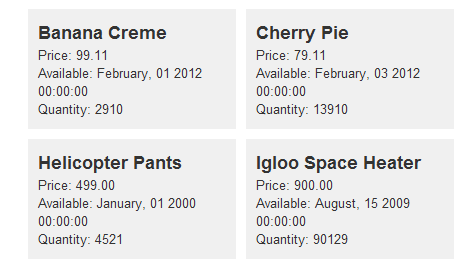 Banana Creme
Price: 99.11
Available: February, 01 2012
00:00:00
Quantity: 2910
Cherry Pie
Price: 79.11
Available: February, 03 2012
00:00:00
Quantity: 13910
Helicopter Pants
Price: 499.00
Available: January, 01 2000
00:00:00
Quantity: 4521
Igloo Space Heater
Price: 900.00
Available: August, 15 2009
00:00:00
Quantity: 90129